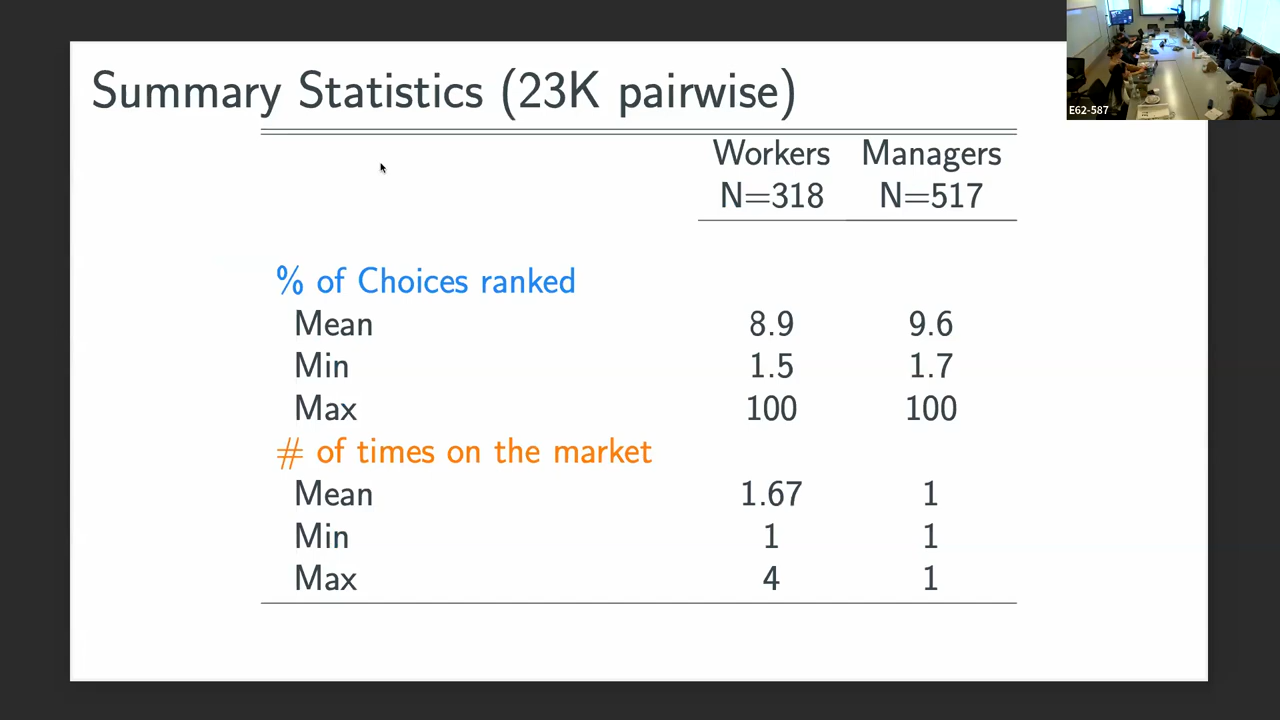 Summary Statistics (23K pairwise)
Workers Managers
N=318 N=517
% of Choices ranked
Mean 8.9 9.6
Min 1.5 1.7
Max 100 100
# of times on the market
Mean 1.67 1
Min 1 1
Max 4 1
E62-587